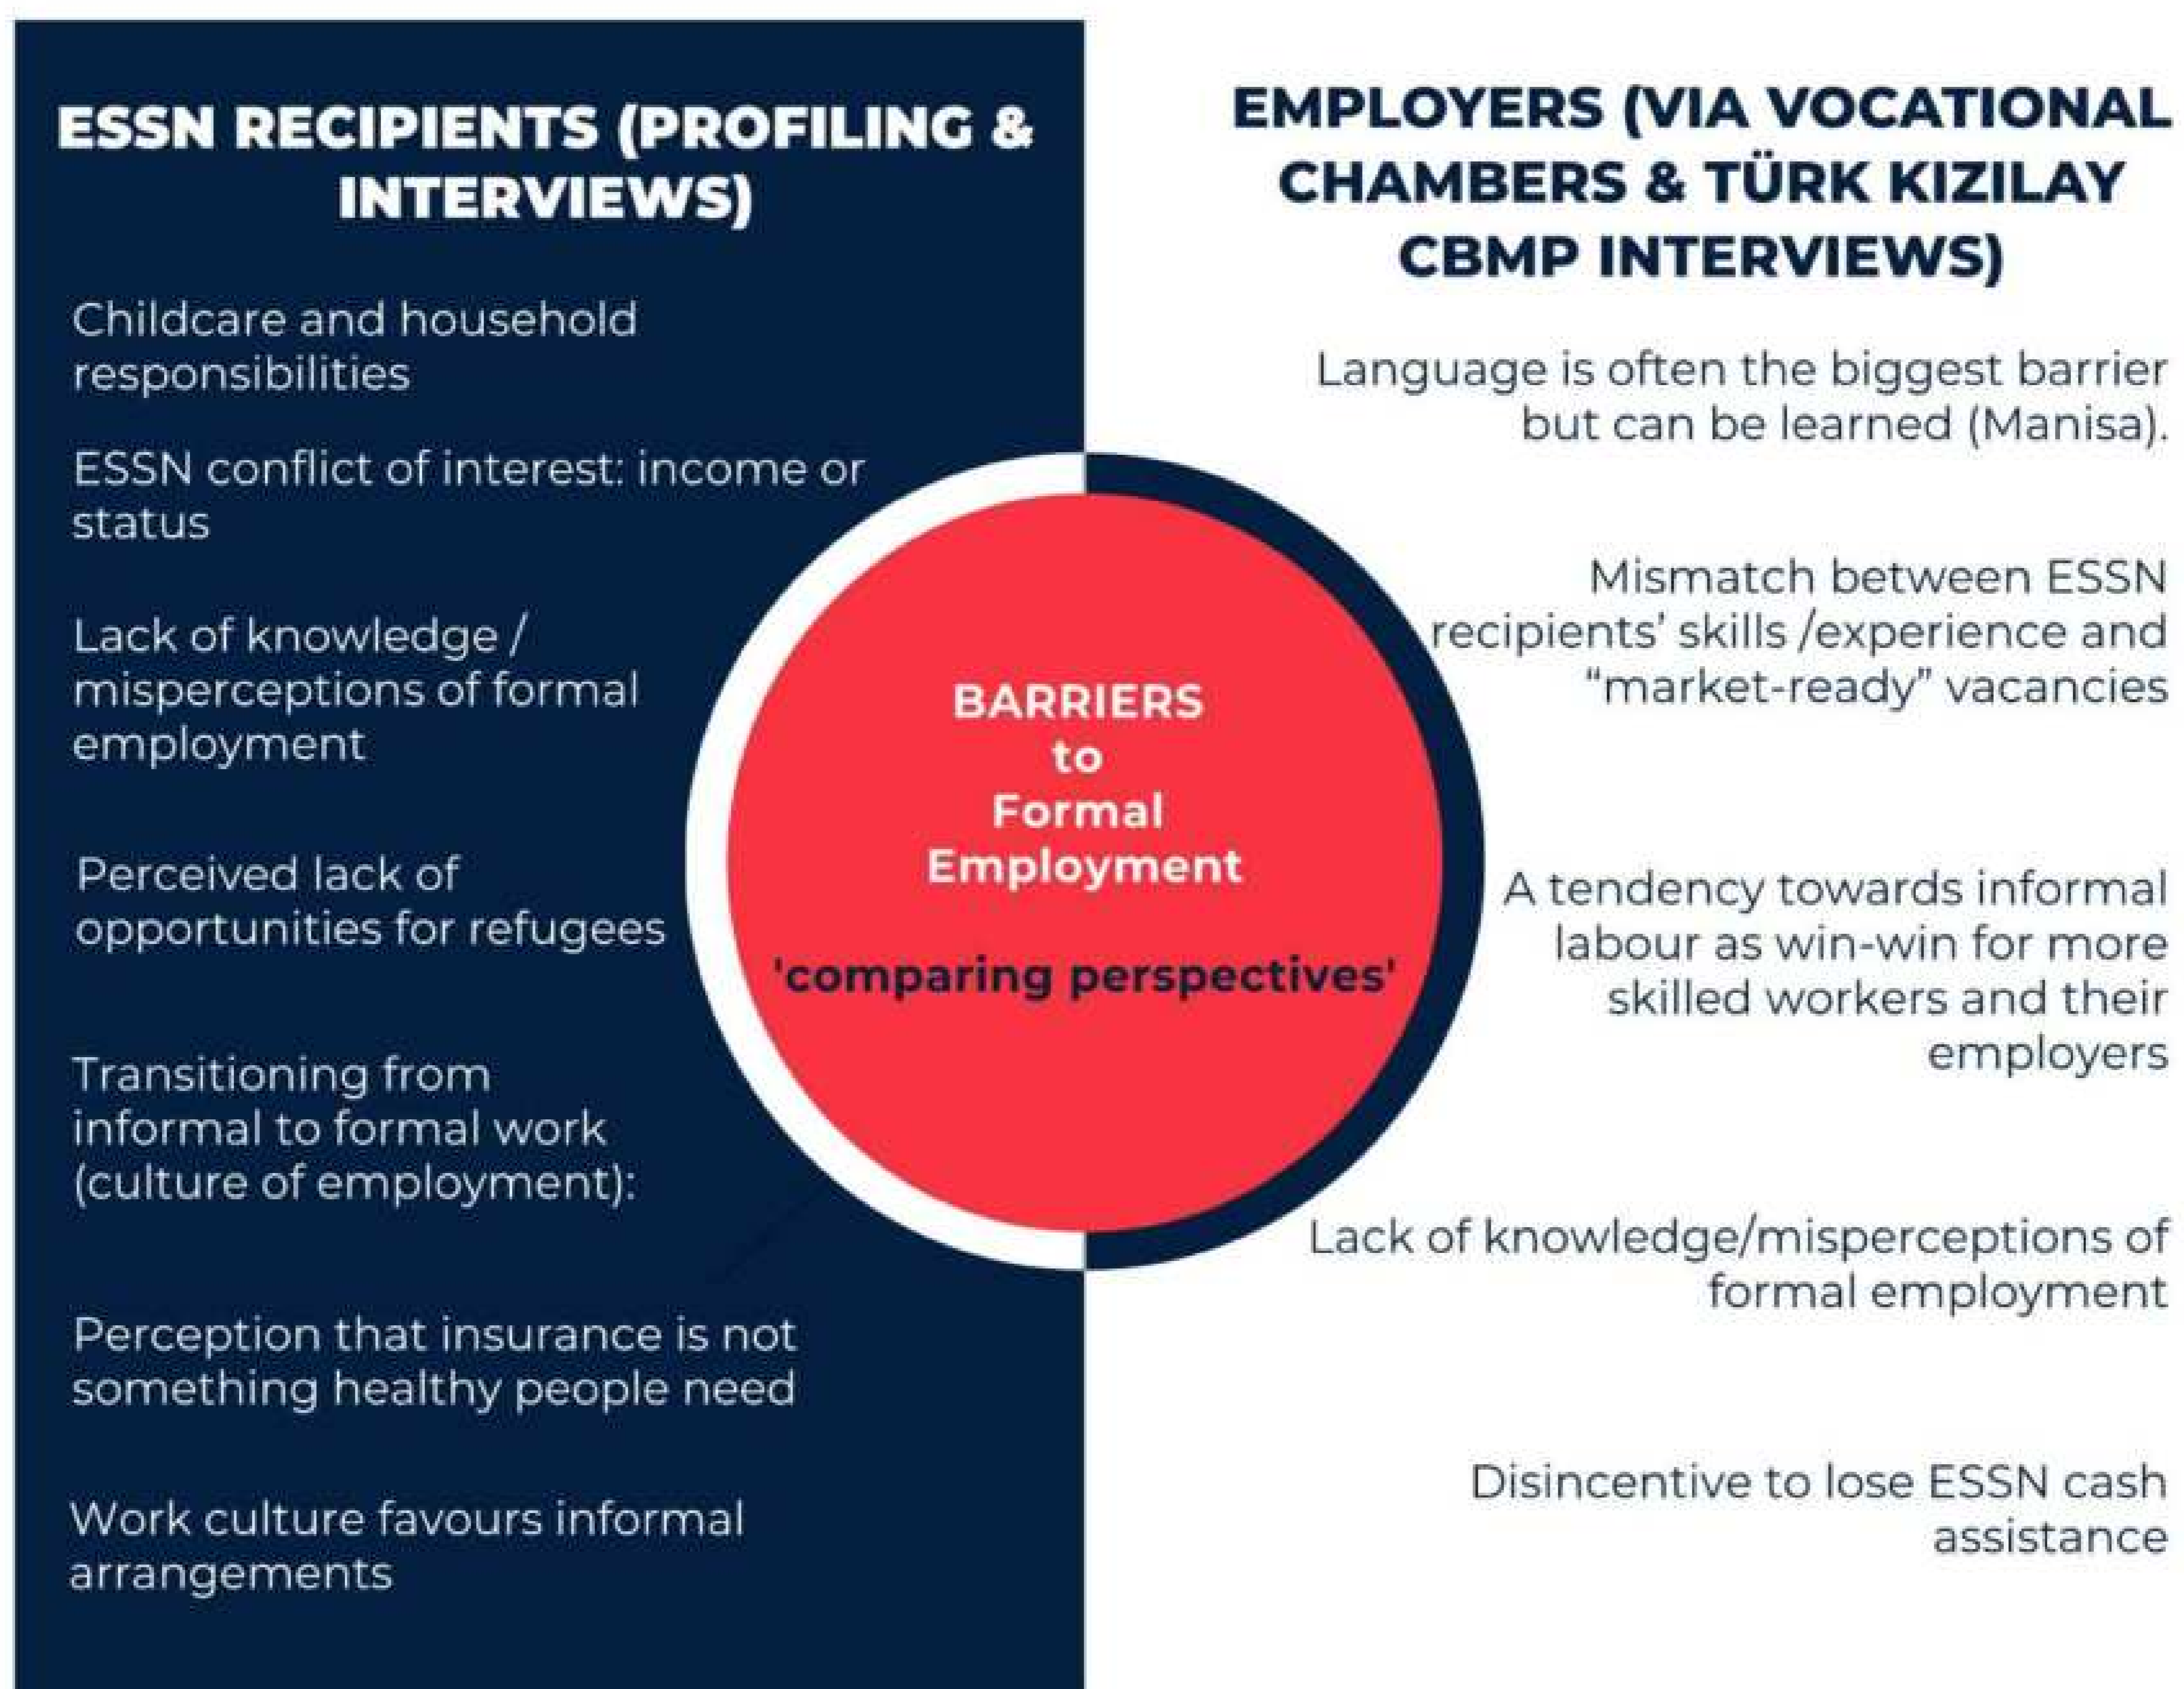 ESSN RECIPIENTS (PROFILING &
INTERVIEWS)
Childcare and household
responsibilities
ESSN conflict of interest: income or
status
Lack of knowledge /
misperceptions of formal
employment
Perceived lack of
opportunities for refugees
Transitioning from
informal to formal work
(culture of employment):
Perception that insurance is not
something healthy people need
Work culture favours informal
arrangements
BARRIERS
to
Formal
Employment
'comparing perspectives'
EMPLOYERS (VIA VOCATIONAL
CHAMBERS & TÜRK KIZILAY
CBMP INTERVIEWS)
Language is often the biggest barrier
but can be learned (Manisa).
Mismatch between ESSN
recipients' skills /experience and
“market-ready” vacancies
A tendency towards informal
labour as win-win for more
skilled workers and their
employers
Lack of knowledge/misperceptions of
formal employment
Disincentive to lose ESSN cash
assistance